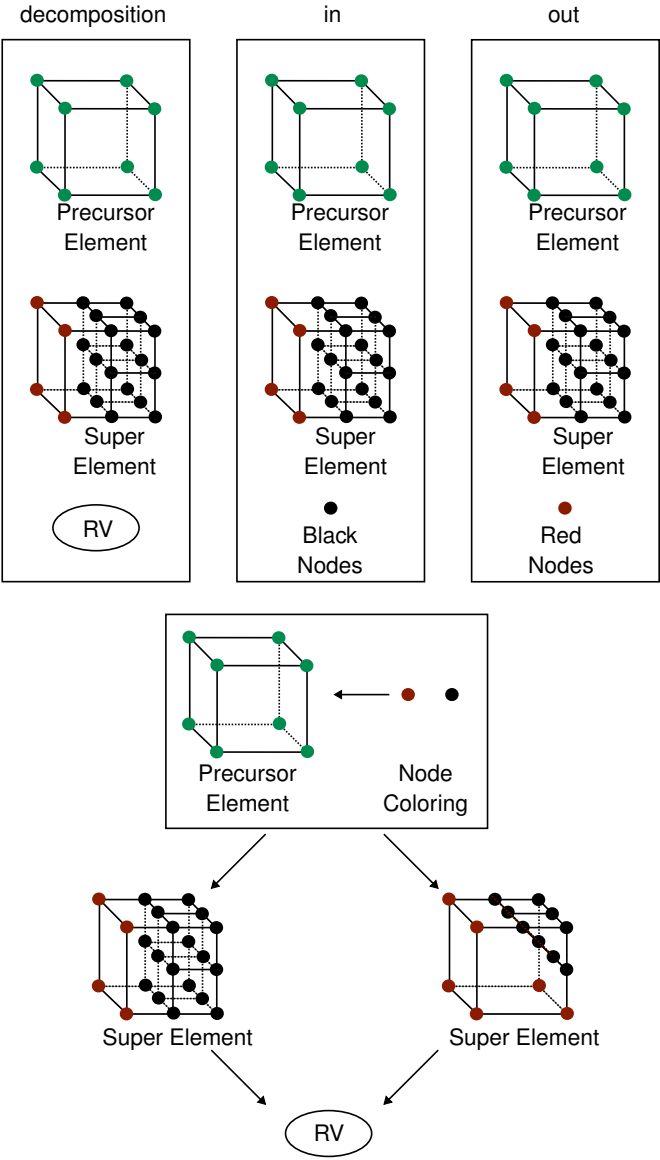 decomposition
in
out
Precursor
Element
Super
Element
RV
Precursor
Element
Super
Element
Black
Nodes
Precursor
Element
Super
Element
Red
Nodes
Precursor
Element
Node
Coloring
Super Element
Super Element
RV